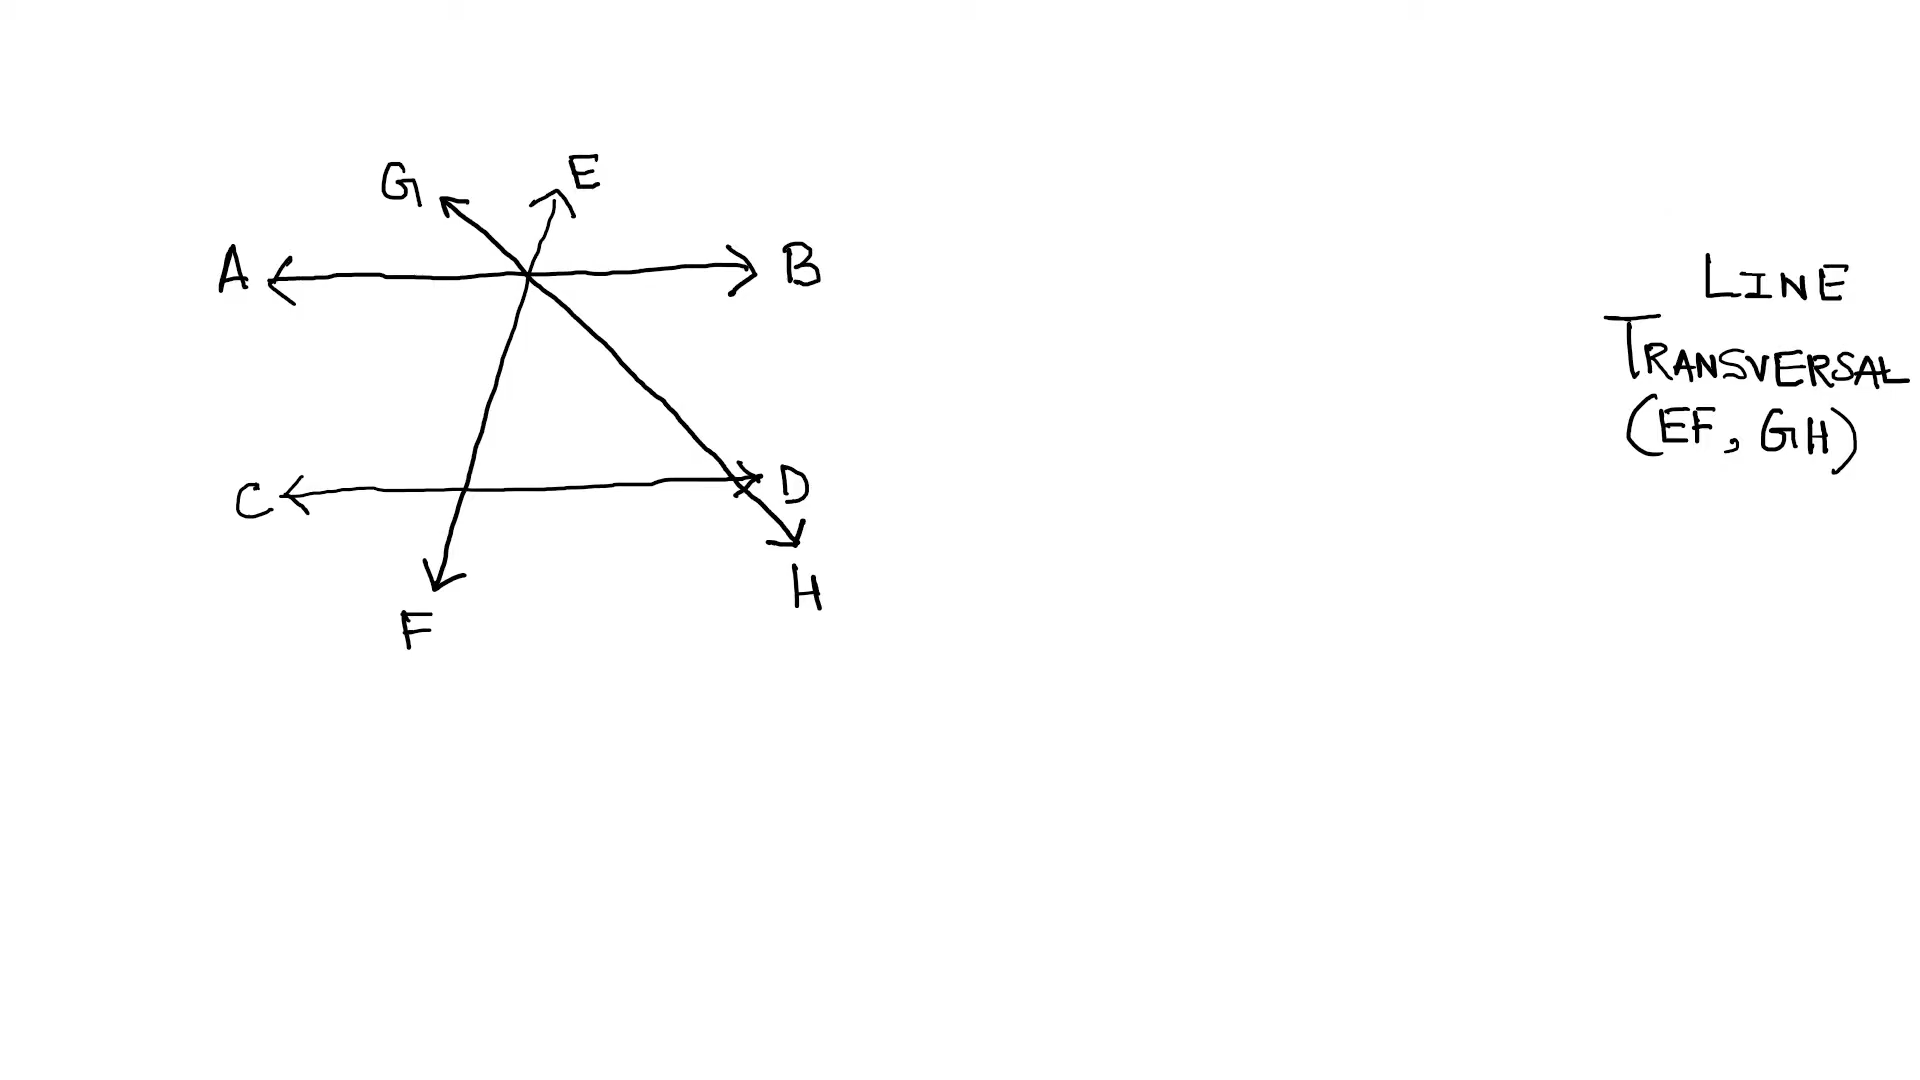 G E
A B
C D
H
F
LINE
TRANSVERSAL
(EF, GH)